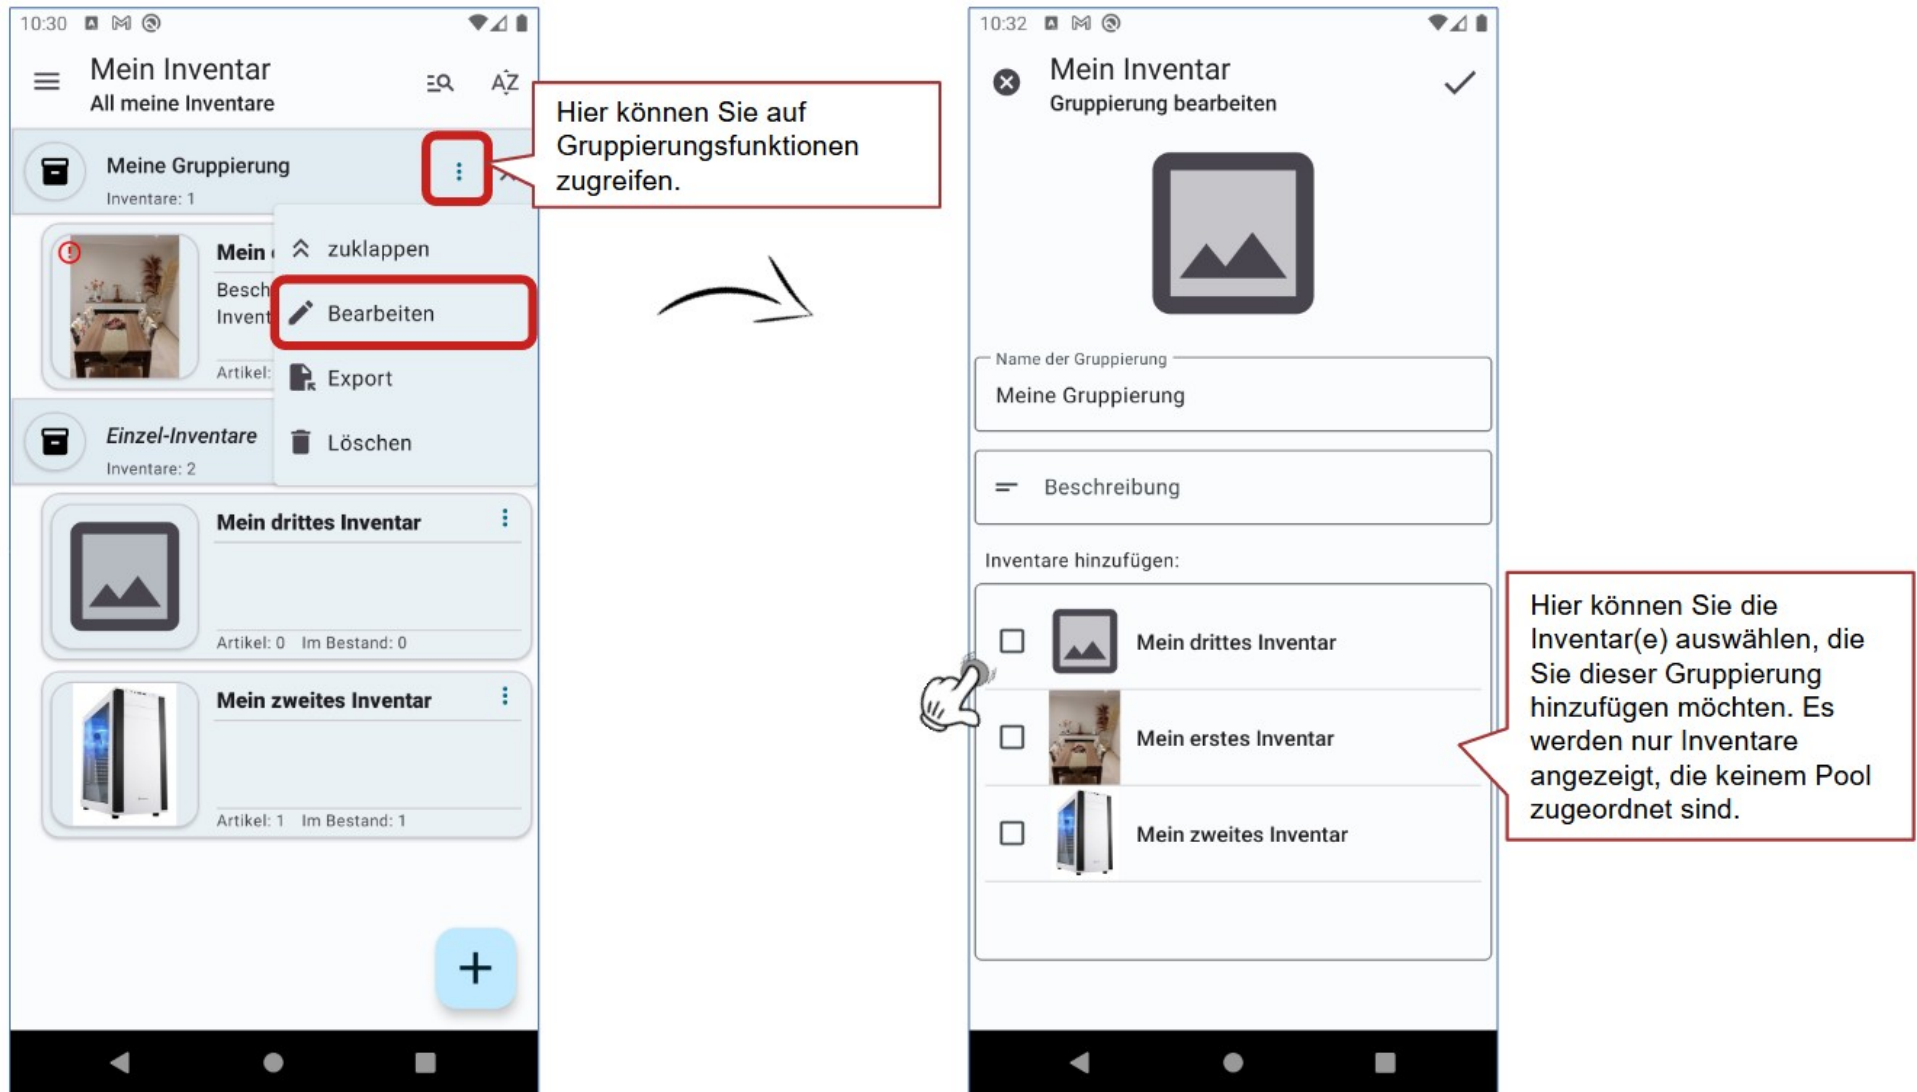 10:30
Mein Inventar
All meine Inventare
AZ
Meine Gruppierung
Inventare: 1
zuklappen
Mein
Besch
Invent
Bearbeiten
Artikel:
Export
Einzel-Inventare
Inventare: 2
Löschen
Mein drittes Inventar
Artikel: 0 Im Bestand: 0
Mein zweites Inventar
Artikel: 1 Im Bestand: 1
Hier können Sie auf
Gruppierungsfunktionen
zugreifen.
10:32
Mein Inventar
Gruppierung bearbeiten
Name der Gruppierung
Meine Gruppierung
Beschreibung
Inventare hinzufügen:
Mein drittes Inventar
Mein erstes Inventar
Mein zweites Inventar
Hier können Sie die
Inventar(e) auswählen, die
Sie dieser Gruppierung
hinzufügen möchten. Es
werden nur Inventare
angezeigt, die keinem Pool
zugeordnet sind.